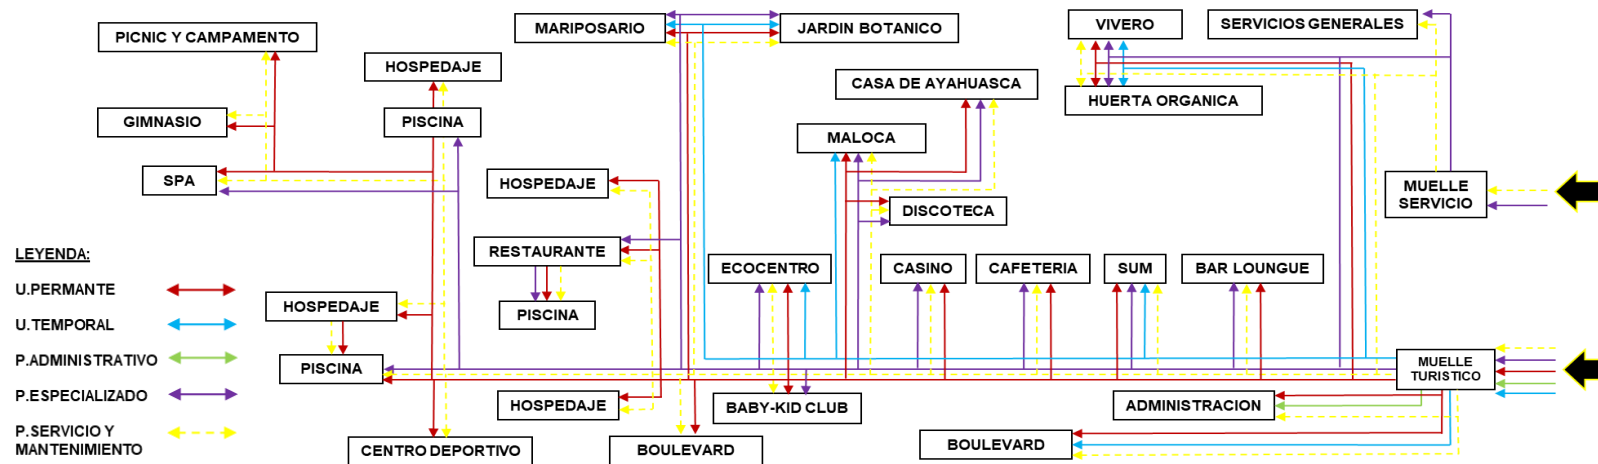 MARIPOSARIO
JARDIN BOTANICO
VIVERO
SERVICIOS GENERALES
PICNIC Y CAMPAMENTO
HOSPEDAJE
CASA DE AYAHUASCA
HUERTA ORGANICA
GIMNASIO
PISCINA
MALOCA
SPA
HOSPEDAJE
MUELLE
SERVICIO
DISCOTECA
RESTAURANTE
ECOCENTRO
CASINO
CAFETERIA
SUM
BAR LOUNGUE
HOSPEDAJE
PISCINA
PISCINA
MUELLE
TURISTICO
HOSPEDAJE
BABY-KID CLUB
ADMINISTRACION
CENTRO DEPORTIVO
BOULEVARD
BOULEVARD
LEYENDA:
U.PERMANTE
U.TEMPORAL
P.ADMINISTRATIVO
P.ESPECIALIZADO
P.SERVICIO Y
MANTENIMIENTO